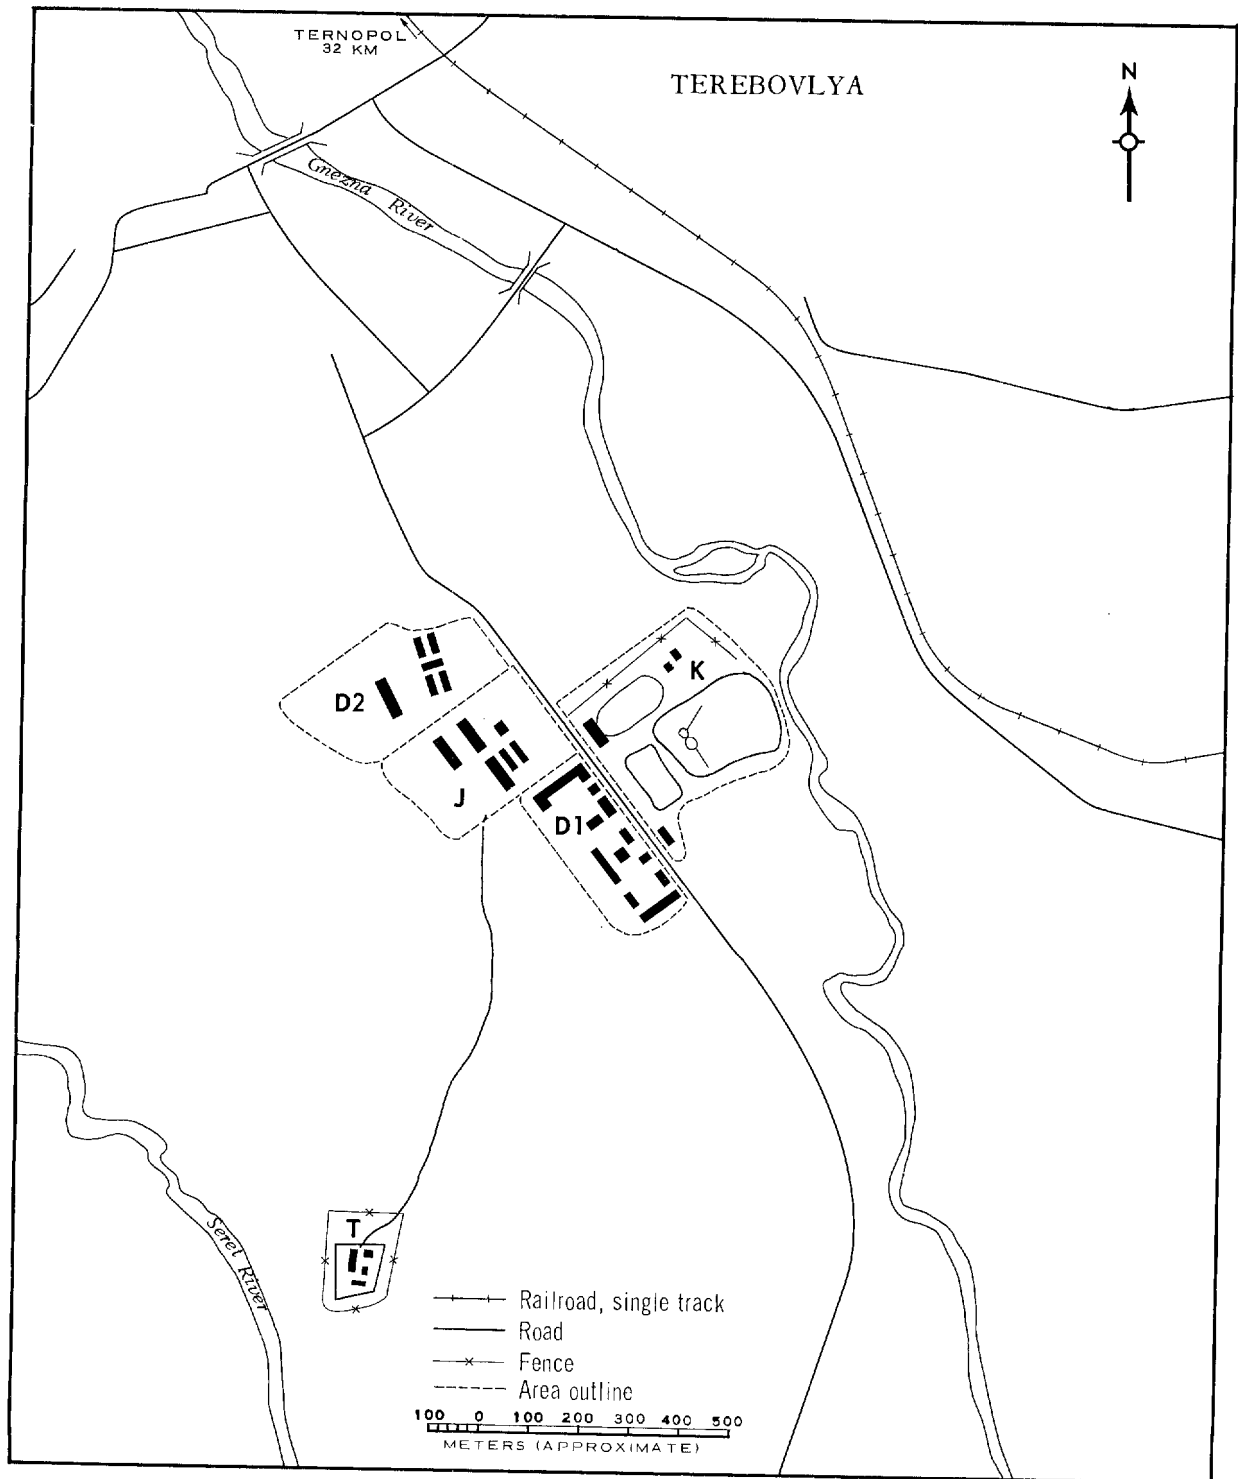 TERNOPOL
32 KM
TEREBOVLYA
N
Gnezna
River
K
D2
J
D1
T
Seret River
Railroad, single track
Road
Fence
Area outline
100 0 100 200 300 400 500
METERS (APPROXIMATE)